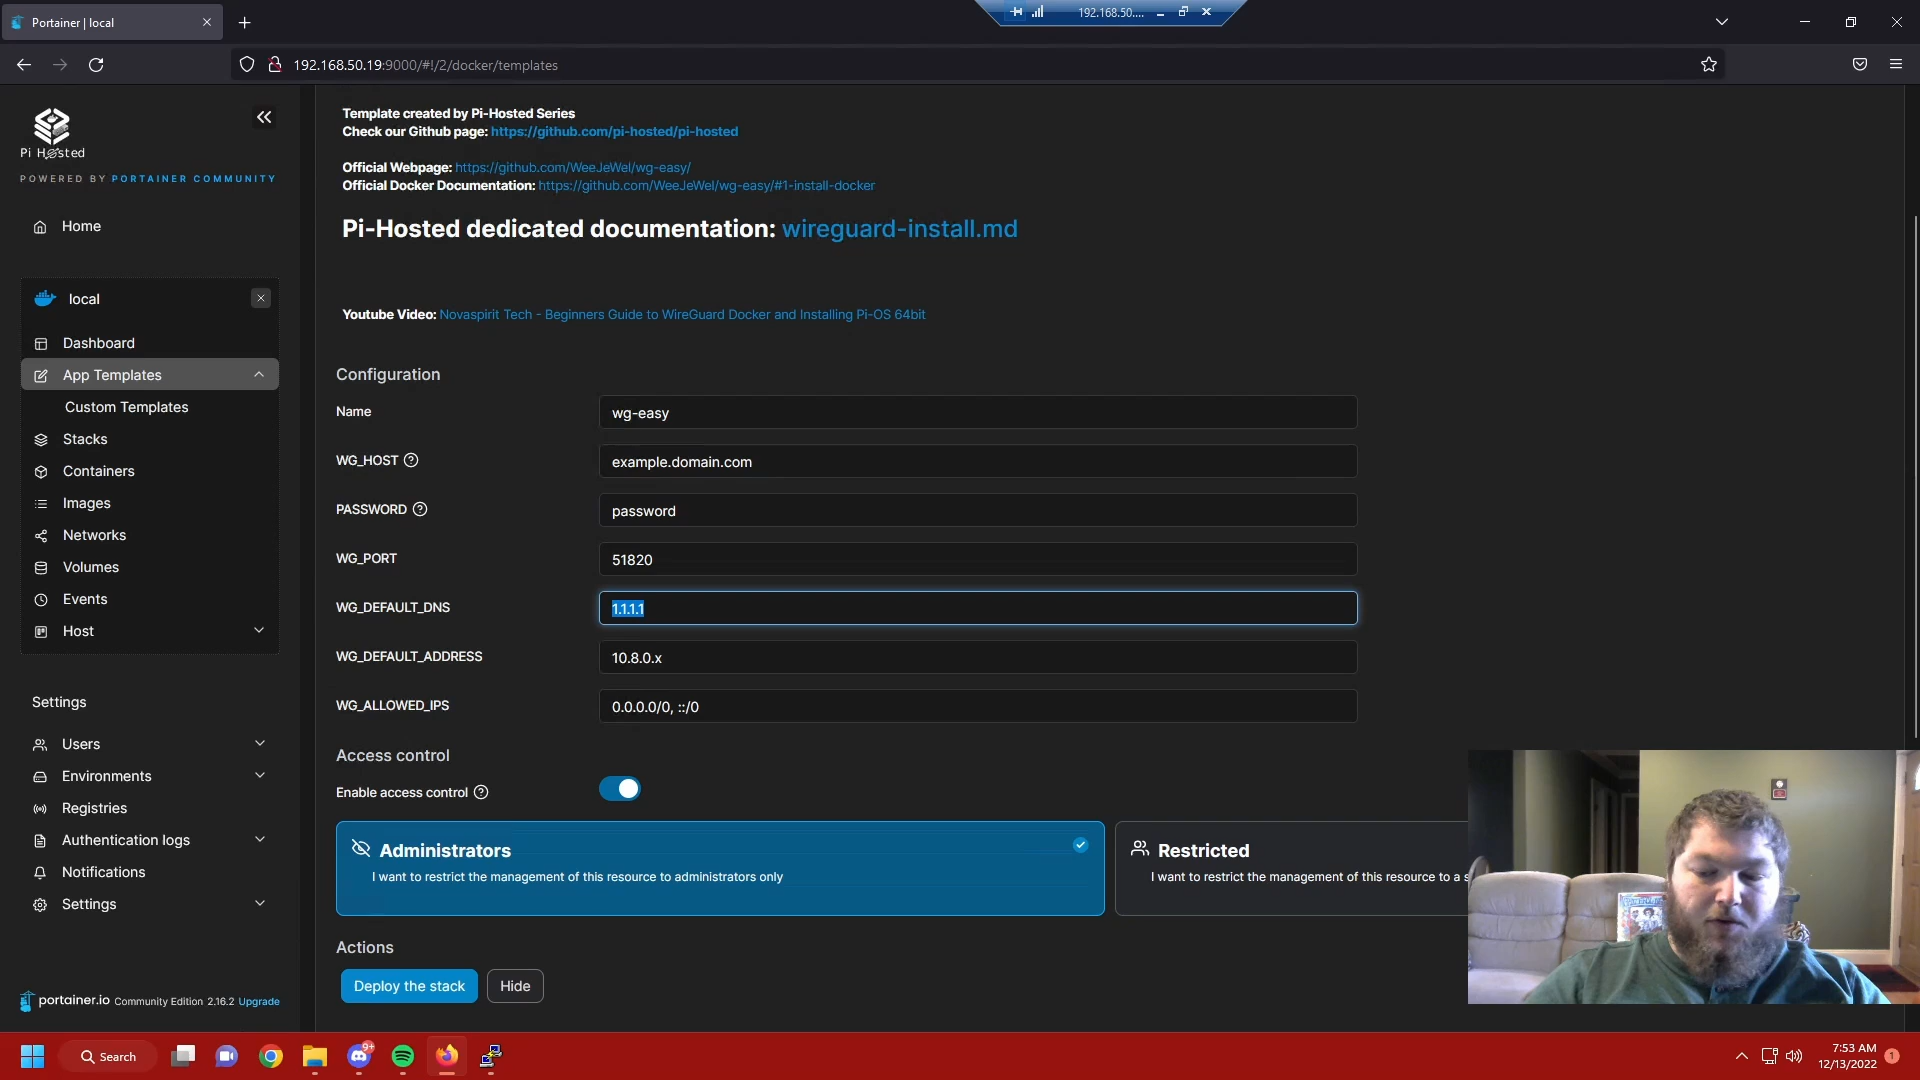 Portainer | local
192.168.50....
192.168.50.19:9000/#!/2/docker/templates
Pi Hosted
POWERED BY PORTAINER COMMUNITY
Home
local
Dashboard
App Templates
Custom Templates
Stacks
Containers
Images
Networks
Volumes
Events
Host
Settings
Users
Environments
Registries
Authentication logs
Notifications
Settings
portainer.io Community Edition 2.16.2 Upgrade
Template created by Pi-Hosted Series
Check our Github page: https://github.com/pi-hosted/pi-hosted
Official Webpage: https://github.com/WeeJeWel/wg-easy/
Official Docker Documentation: https://github.com/WeeJeWel/wg-easy/#1-install-docker
Pi-Hosted dedicated documentation: wireguard-install.md
Youtube Video: Novaspirit Tech - Beginners Guide to WireGuard Docker and Installing Pi-OS 64bit
Configuration
Name wg-easy
WG_HOST example.domain.com
PASSWORD password
WG_PORT 51820
WG_DEFAULT_DNS 1.1.1.1
WG_DEFAULT_ADDRESS 10.8.0.x
WG_ALLOWED_IPS 0.0.0.0/0, ::/0
Access control
Enable access control
Administrators
I want to restrict the management of this resource to administrators only
Restricted
I want to restrict the management of this resource to a s
Actions
Deploy the stack
Hide
Search
9+
7:53 AM
12/13/2022
1